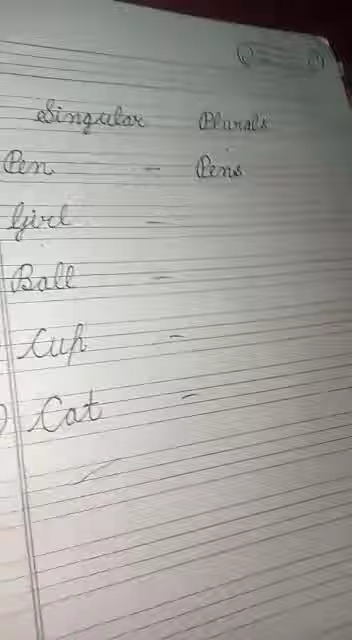 Singular Plurals
Pen - Pens
Girl -
Ball -
Cup -
Cat -